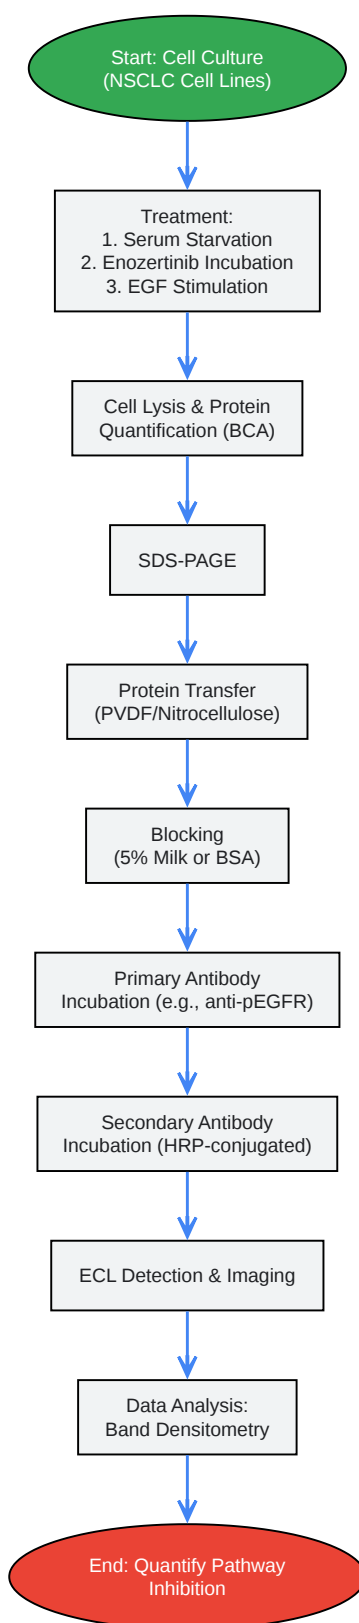 Start: Cell Culture
(NSCLC Cell Lines)
Treatment:
1. Serum Starvation
2. Enozertinib Incubation
3. EGF Stimulation
Cell Lysis & Protein
Quantification (BCA)
SDS-PAGE
Protein Transfer
(PVDF/Nitrocellulose)
Blocking
(5% Milk or BSA)
Primary Antibody
Incubation (e.g., anti-pEGFR)
Secondary Antibody
Incubation (HRP-conjugated)
ECL Detection & Imaging
Data Analysis:
Band Densitometry
End: Quantify Pathway
Inhibition